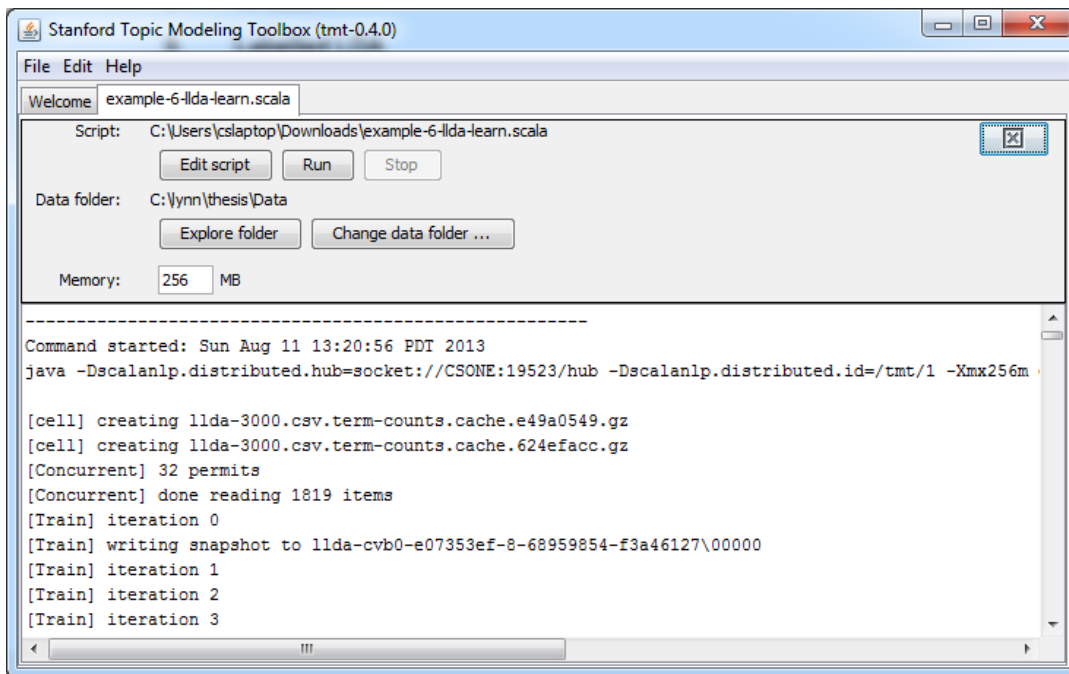 Stanford Topic Modeling Toolbox (tmt-0.4.0)
File Edit Help
Welcome example-6-llda-learn.scala
Script: C:\Users\cslaptop\Downloads\example-6-llda-learn.scala
Edit script Run Stop
Data folder: C:\lynn\thesis\Data
Explore folder Change data folder ...
Memory: 256 MB
-------------------------------------------------------
Command started: Sun Aug 11 13:20:56 PDT 2013
java -Dscalanlp.distributed.hub=socket://CSONE:19523/hub -Dscalanlp.distributed.id=/tmt/1 -Xmx256m
[cell] creating llda-3000.csv.term-counts.cache.e49a0549.gz
[cell] creating llda-3000.csv.term-counts.cache.624efacc.gz
[Concurrent] 32 permits
[Concurrent] done reading 1819 items
[Train] iteration 0
[Train] writing snapshot to llda-cvb0-e07353ef-8-68959854-f3a46127\00000
[Train] iteration 1
[Train] iteration 2
[Train] iteration 3